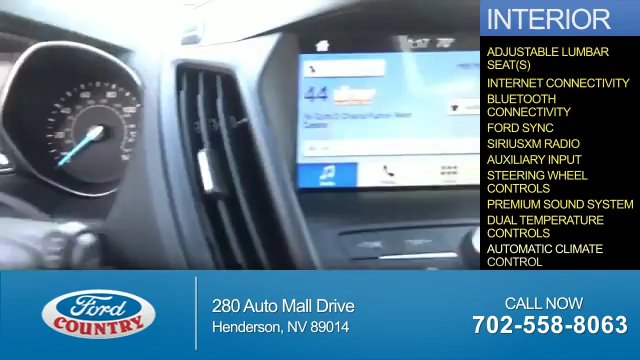 INTERIOR
ADJUSTABLE LUMBAR
SEAT(S)
INTERNET CONNECTIVITY
BLUETOOTH
CONNECTIVITY
FORD SYNC
SIRIUSXM RADIO
AUXILIARY INPUT
STEERING WHEEL
CONTROLS
PREMIUM SOUND SYSTEM
DUAL TEMPERATURE
CONTROLS
AUTOMATIC CLIMATE
CONTROL
44
Ford
COUNTRY
280 Auto Mall Drive
Henderson, NV 89014
CALL NOW
702-558-8063